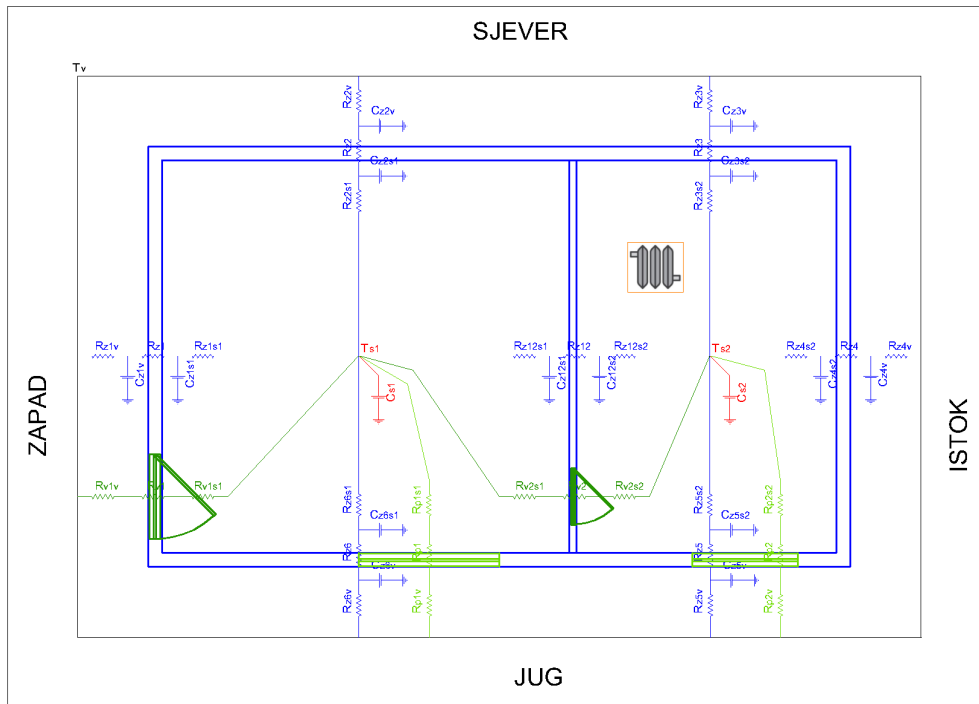 SJEVER
Tv
Rz2v
Cz2v
Rz2
Cz2s1
Rz2s1
Rz3v
Cz3v
Rz3
Cz3s2
Rz3s2
Rz1v
Rz1s1
Cz1v
Cz1s1
Ts1
Cs1
Rz12s1
Rz12
Rz12s2
Cz12s1
Cz12s2
Ts2
Cs2
Rz4s2
Rz4
Rz4v
Cz4s2
Cz4v
ZAPAD
ISTOK
Rv1v
Rv1s1
Rv2s1
Rv2s2
Rz6s1
Cz6s1
Rz6
Cz6v
Rz6v
Rp1s1
Rp1
Rp1v
Rz5s2
Cz5s2
Rz5
Cz5v
Rz5v
Rp2s2
Rp2
Rp2v
JUG